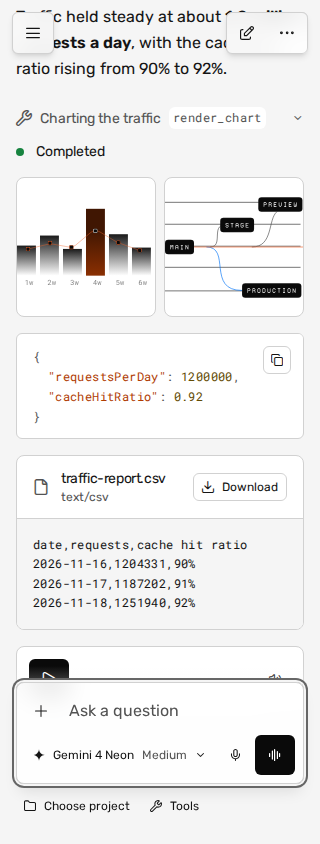 held steady at about
a day, with the
ratio rising from 90% to 92%.
Charting the traffic render_chart
Completed
1w 2w 3w 4w 5w 6w
PREVIEW
STAGE
MAIN
PRODUCTION
{
"requestsPerDay": 1200000,
"cacheHitRatio": 0.92
}
traffic-report.csv
text/csv
Download
date,requests,cache hit ratio
2026-11-16,1204331,90%
2026-11-17,1187202,91%
2026-11-18,1251940,92%
Ask a question
Gemini 4 Neon Medium
Choose project Tools